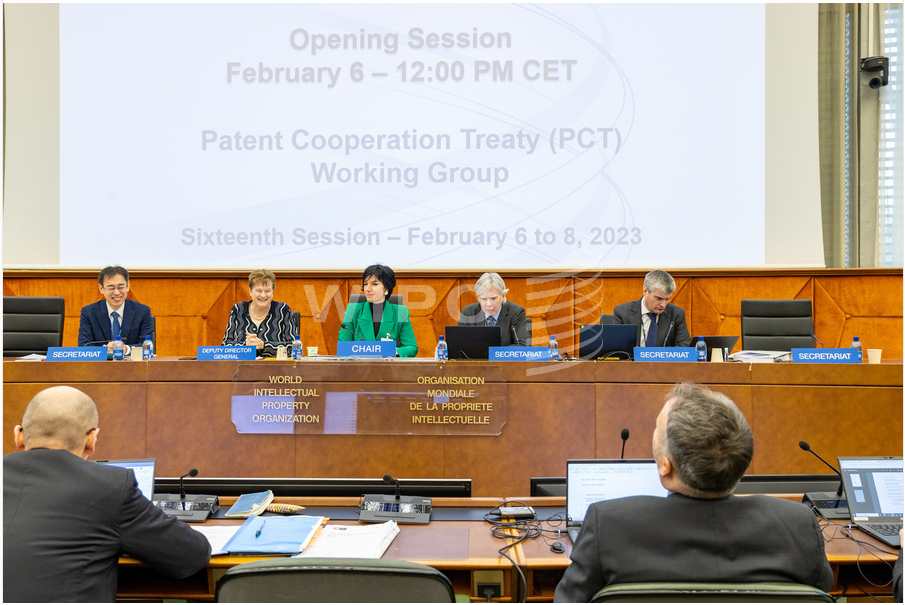 Opening Session
February 6 – 12:00 PM CET
Patent Cooperation Treaty (PCT)
Working Group
Sixteenth Session – February 6 to 8, 2023
WIPO
SECRETARIAT
DEPUTY DIRECTOR
GENERAL
CHAIR
SECRETARIAT
SECRETARIAT
SECRETARIAT
WORLD
INTELLECTUAL
PROPERTY
ORGANIZATION
ORGANISATION
MONDIALE
DE LA PROPRIETE
INTELLECTUELLE